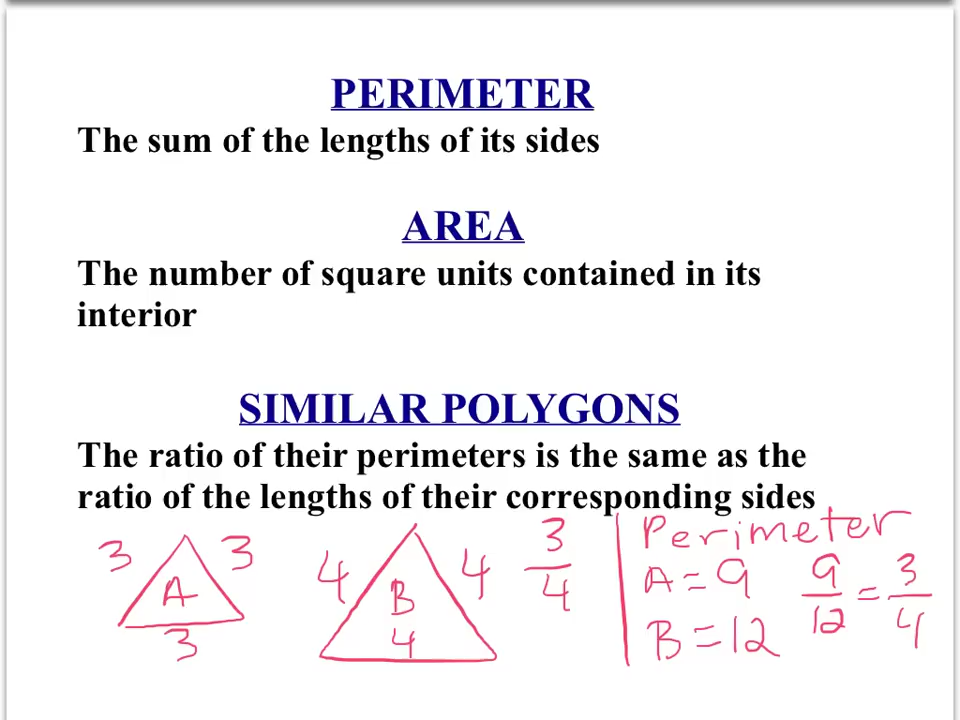 PERIMETER
The sum of the lengths of its sides
AREA
The number of square units contained in its
interior
SIMILAR POLYGONS
The ratio of their perimeters is the same as the
ratio of the lengths of their corresponding sides
3 A 3
3
4 B 4
4
3/4
Perimeter
A = 9
B = 12
9/12 = 3/4